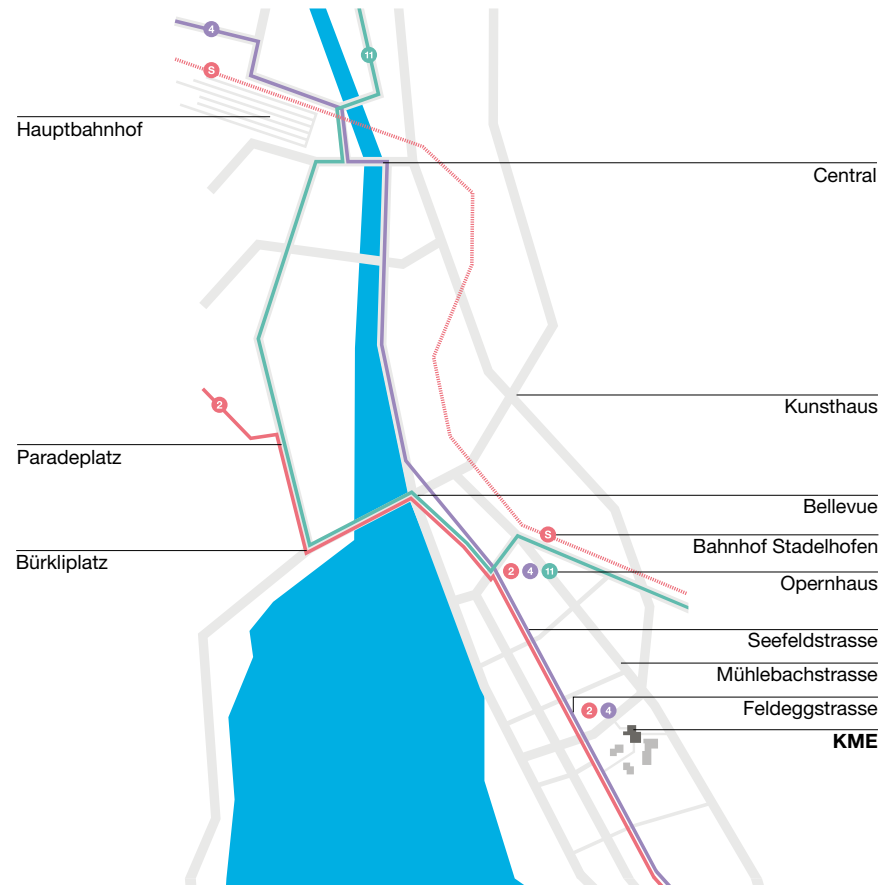 4
11
S
Hauptbahnhof
Central
2
Kunsthaus
Paradeplatz
Bellevue
S
Bahnhof Stadelhofen
Bürkliplatz
2 4 11
Opernhaus
Seefeldstrasse
Mühlebachstrasse
2 4
Feldeggstrasse
KME